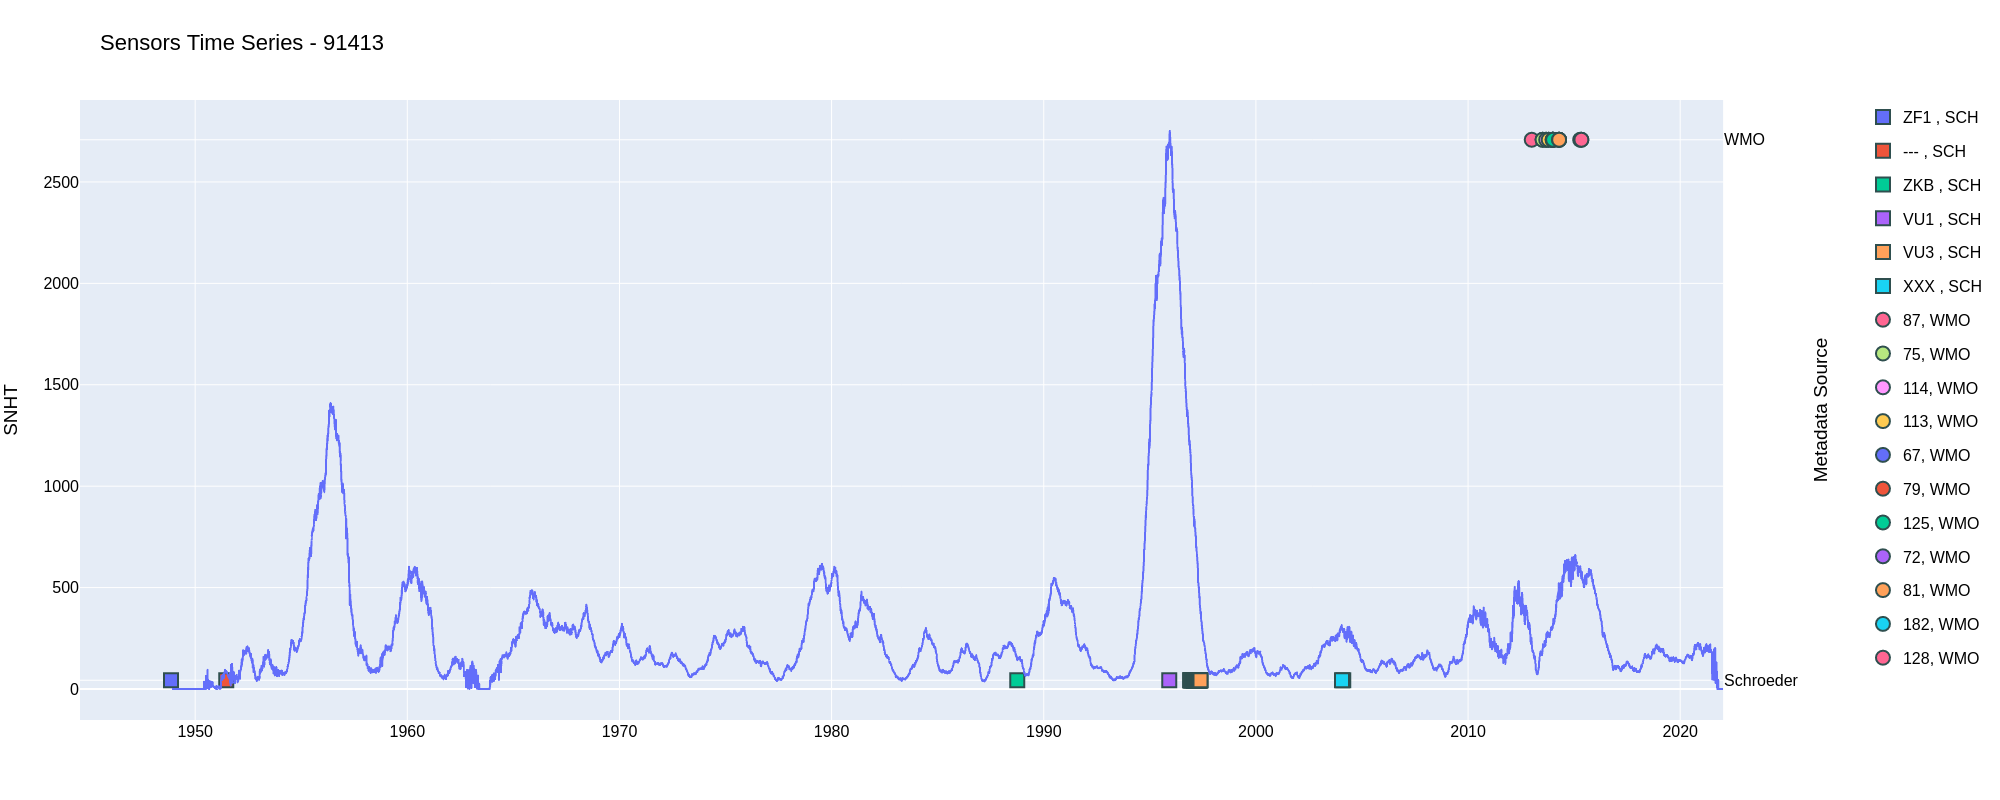 Sensors Time Series - 91413
SNHT
2500
2000
1500
1000
500
0
1950
1960
1970
1980
1990
2000
2010
2020
WMO
Schroeder
Metadata Source
ZF1 , SCH
--- , SCH
ZKB , SCH
VU1 , SCH
VU3 , SCH
XXX , SCH
87, WMO
75, WMO
114, WMO
113, WMO
67, WMO
79, WMO
125, WMO
72, WMO
81, WMO
182, WMO
128, WMO